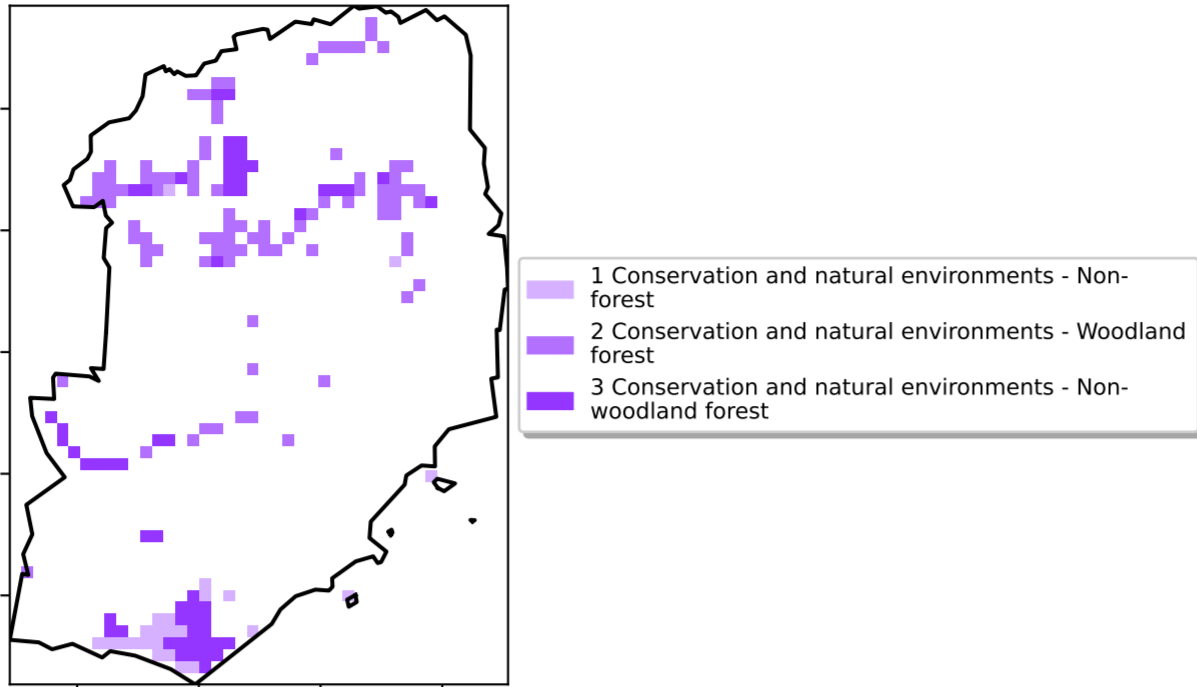 1 Conservation and natural environments - Non-
forest
2 Conservation and natural environments - Woodland
forest
3 Conservation and natural environments - Non-
woodland forest